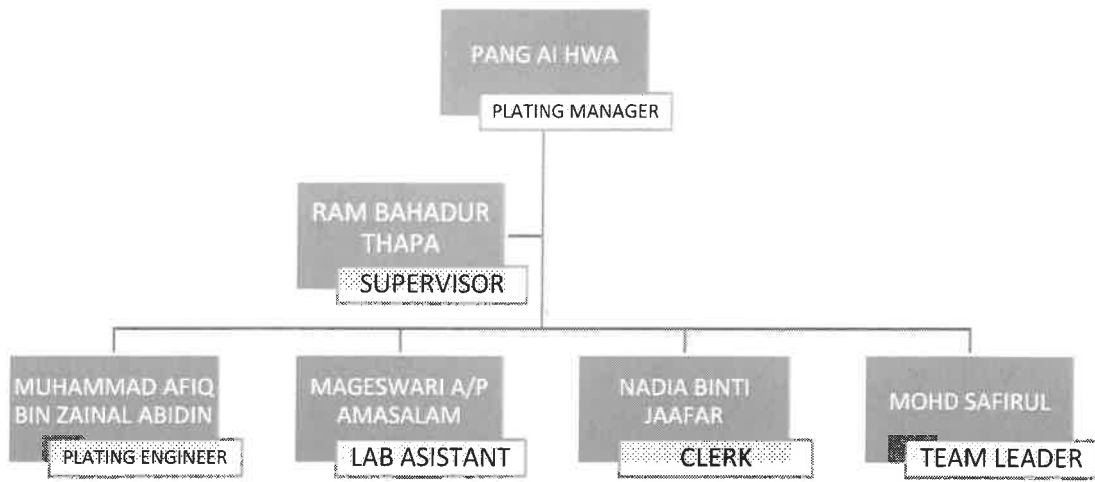 PANG AI HWA
PLATING MANAGER
RAM BAHADUR
THAPA
SUPERVISOR
MUHAMMAD AFIQ
BIN ZAINAL ABIDIN
PLATING ENGINEER
MAGESWARI A/P
AMASALAM
LAB ASISTANT
NADIA BINTI
JAAFAR
CLERK
MOHD SAFIRUL
TEAM LEADER